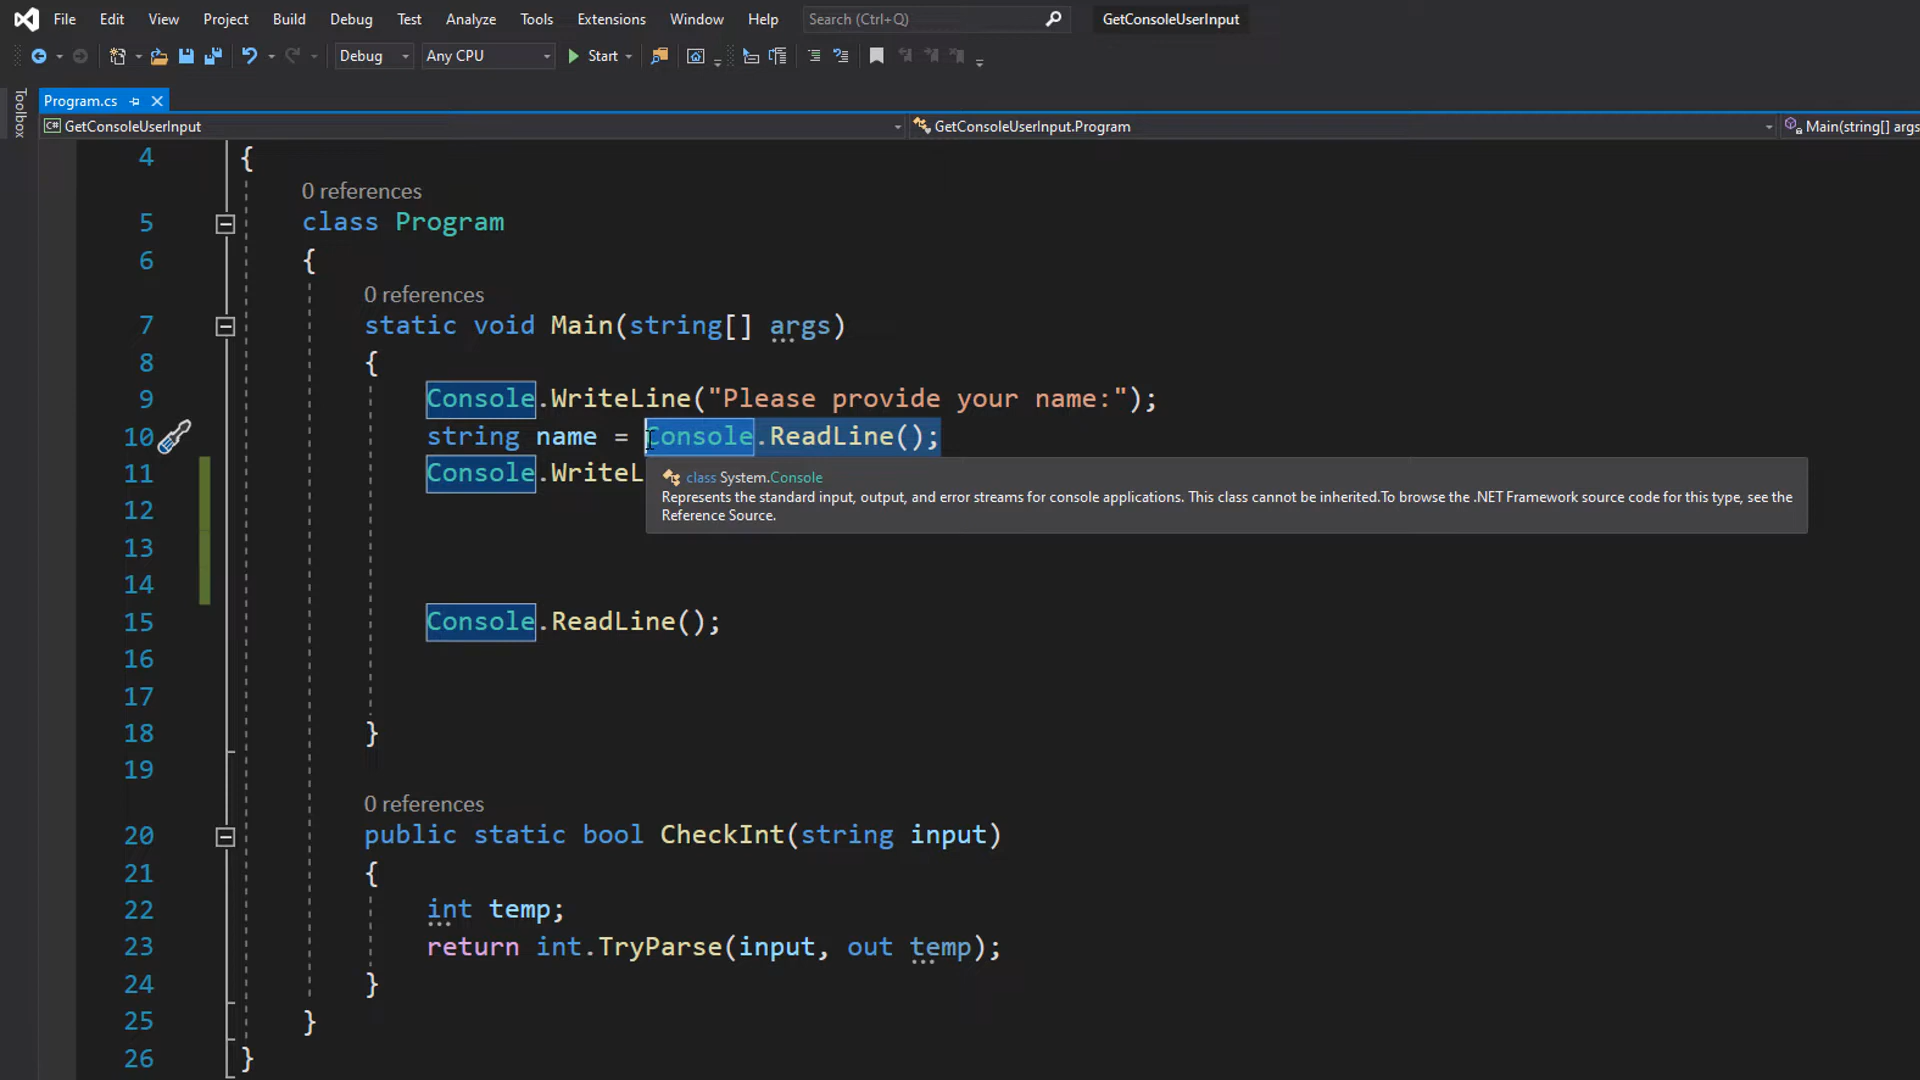 File Edit View Project Build Debug Test Analyze Tools Extensions Window Help Search (Ctrl+Q) GetConsoleUserInput
Debug Any CPU Start
Toolbox
Program.cs
C# GetConsoleUserInput GetConsoleUserInput.Program Main(string[] args
4 {
0 references
5 class Program
6 {
0 references
7 static void Main(string[] args)
8 {
9 Console.WriteLine("Please provide your name:");
10 string name = Console.ReadLine();
11 Console.WriteL
class System.Console
Represents the standard input, output, and error streams for console applications. This class cannot be inherited.To browse the .NET Framework source code for this type, see the
Reference Source.
12
13
14
15 Console.ReadLine();
16
17
18 }
19
0 references
20 public static bool CheckInt(string input)
21 {
22 int temp;
23 return int.TryParse(input, out temp);
24 }
25 }
26 }